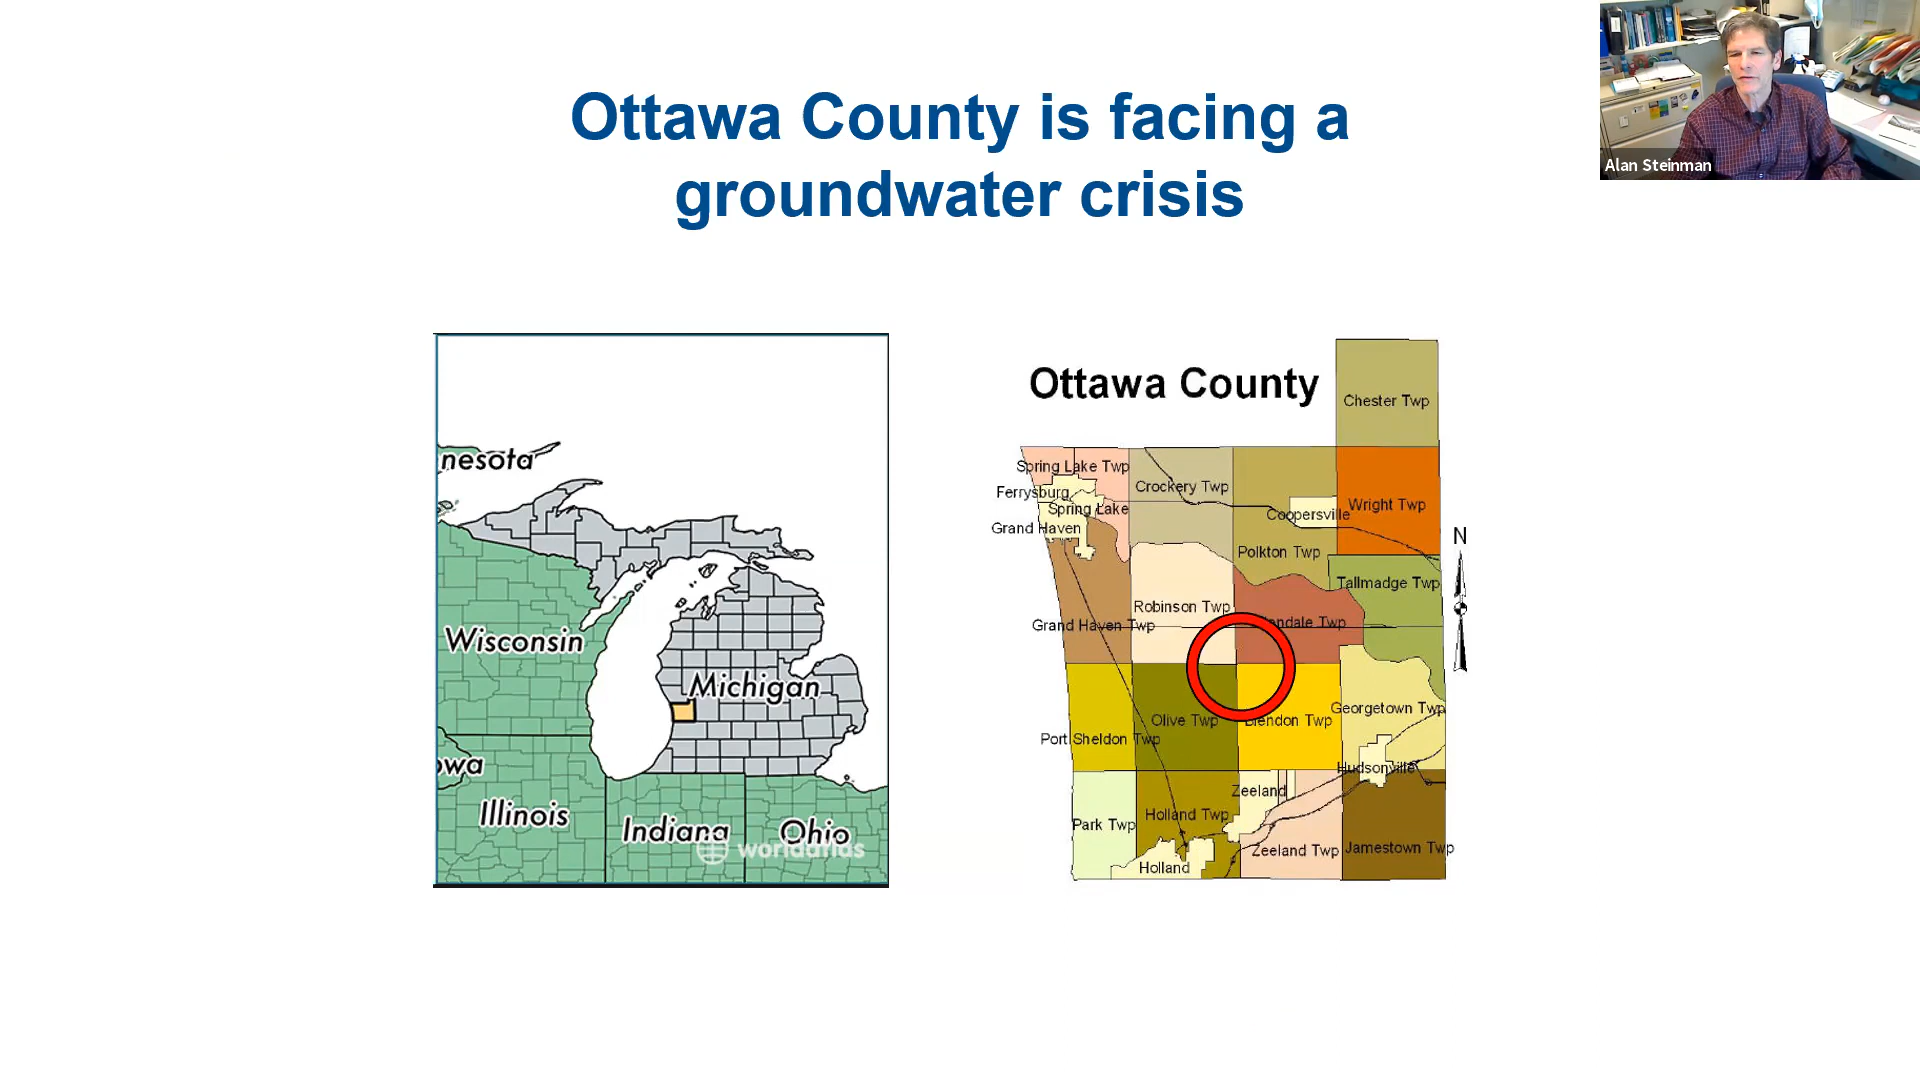 Ottawa County is facing a
groundwater crisis
Alan Steinman
nesota
Wisconsin
Michigan
owa
Illinois
Indiana
Ohio
worldatlas
Ottawa County
Chester Twp
Spring Lake Twp
Ferrysburg
Crockery Twp
Spring Lake
Coopersville
Wright Twp
Grand Haven
N
Polkton Twp
Tallmadge Twp
Robinson Twp
Grand Haven Twp
endale Twp
Georgetown Twp
Olive Twp
Blendon Twp
Port Sheldon Twp
Hudsonville
Zeeland
Holland Twp
Park Twp
Zeeland Twp
Jamestown Twp
Holland